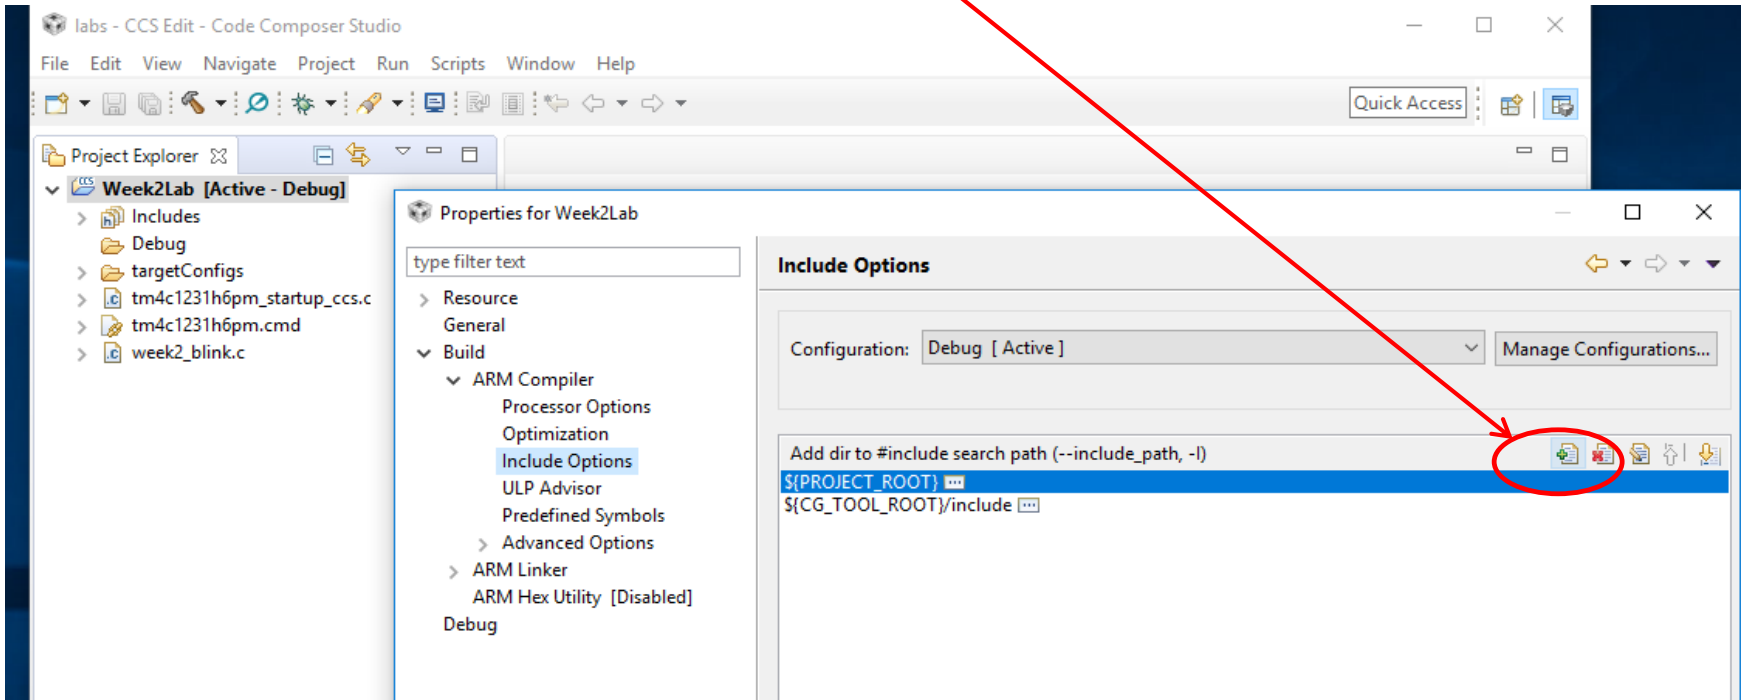 labs - CCS Edit - Code Composer Studio
File Edit View Navigate Project Run Scripts Window Help
Quick Access
Project Explorer
Week2Lab [Active - Debug]
Includes
Debug
targetConfigs
tm4c1231h6pm_startup_ccs.c
tm4c1231h6pm.cmd
week2_blink.c
Properties for Week2Lab
type filter text
Resource
General
Build
ARM Compiler
Processor Options
Optimization
Include Options
ULP Advisor
Predefined Symbols
Advanced Options
ARM Linker
ARM Hex Utility [Disabled]
Debug
Include Options
Configuration: Debug [ Active ] Manage Configurations...
Add dir to #include search path (--include_path, -I)
${PROJECT_ROOT}
${CG_TOOL_ROOT}/include